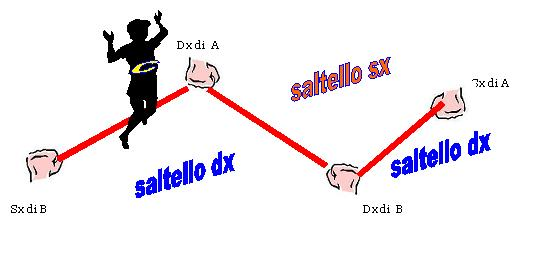 Dx di A
saltello sx
Sx di A
saltello dx
saltello dx
Sx di B
Dx di B